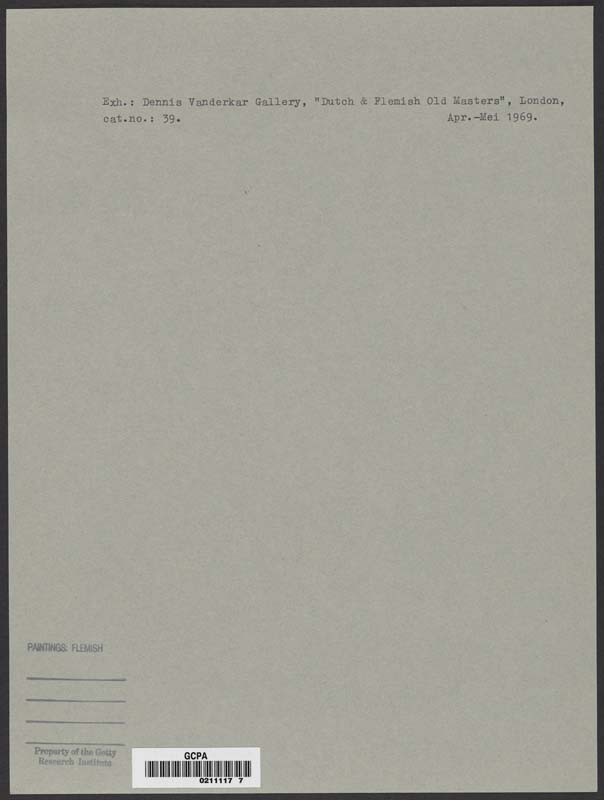 Exh.: Dennis Vanderkar Gallery, "Dutch & Flemish Old Masters", London,
cat.no.: 39. Apr.-Mei 1969.
PAINTINGS: FLEMISH
Property of the Getty
Research Institute
GCPA
0211117 7